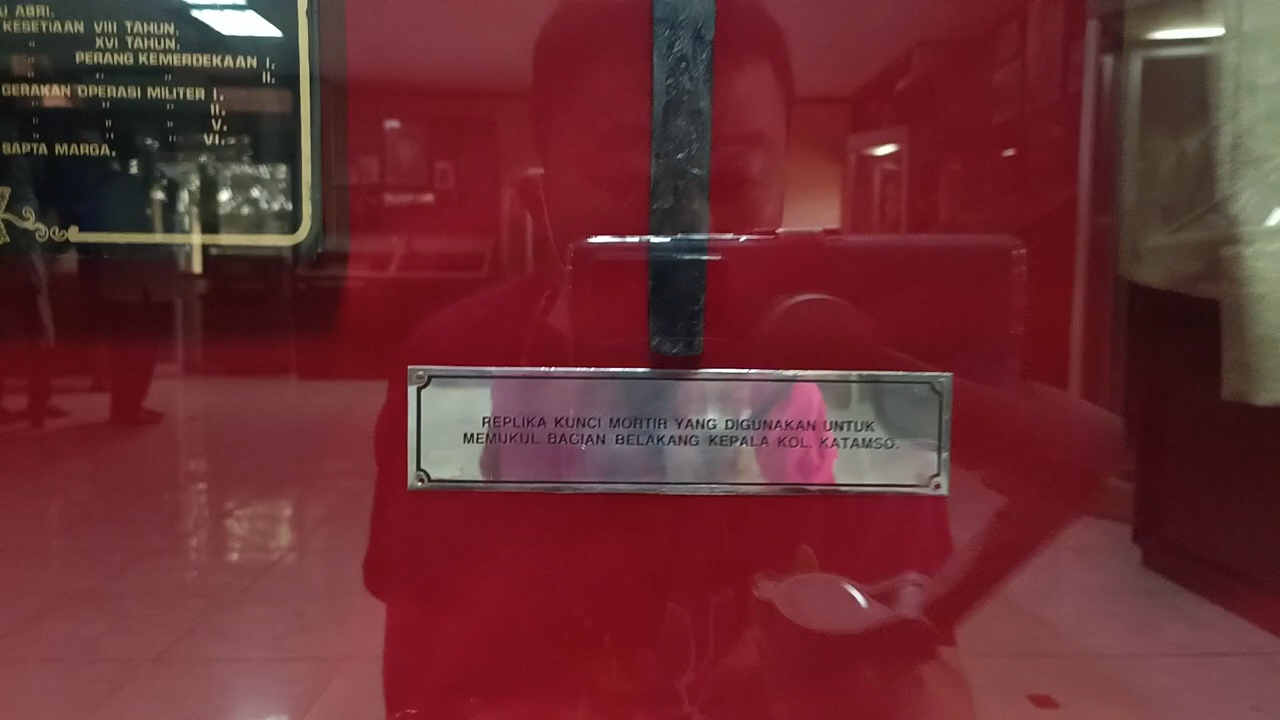 U ABRI.
KESETIAAN VIII TAHUN.
" XVI TAHUN.
" PERANG KEMERDEKAAN I.
" " " II.
GERAKAN OPERASI MILITER I.
" " " II.
" " " V.
" " " VI.
SAPTA MARGA.
REPLIKA KUNCI MORTIR YANG DIGUNAKAN UNTUK
MEMUKUL BAGIAN BELAKANG KEPALA KOL. KATAMSO.